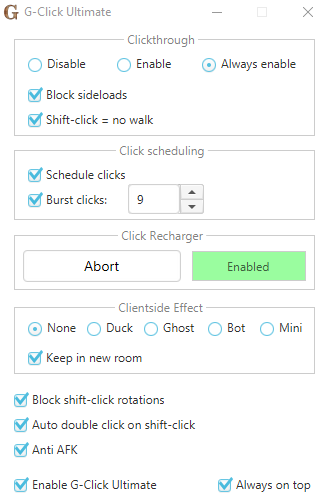 G-Click Ultimate
Clickthrough
Disable Enable Always enable
Block sideloads
Shift-click = no walk
Click scheduling
Schedule clicks
Burst clicks: 9
Click Recharger
Abort Enabled
Clientside Effect
None Duck Ghost Bot Mini
Keep in new room
Block shift-click rotations
Auto double click on shift-click
Anti AFK
Enable G-Click Ultimate Always on top